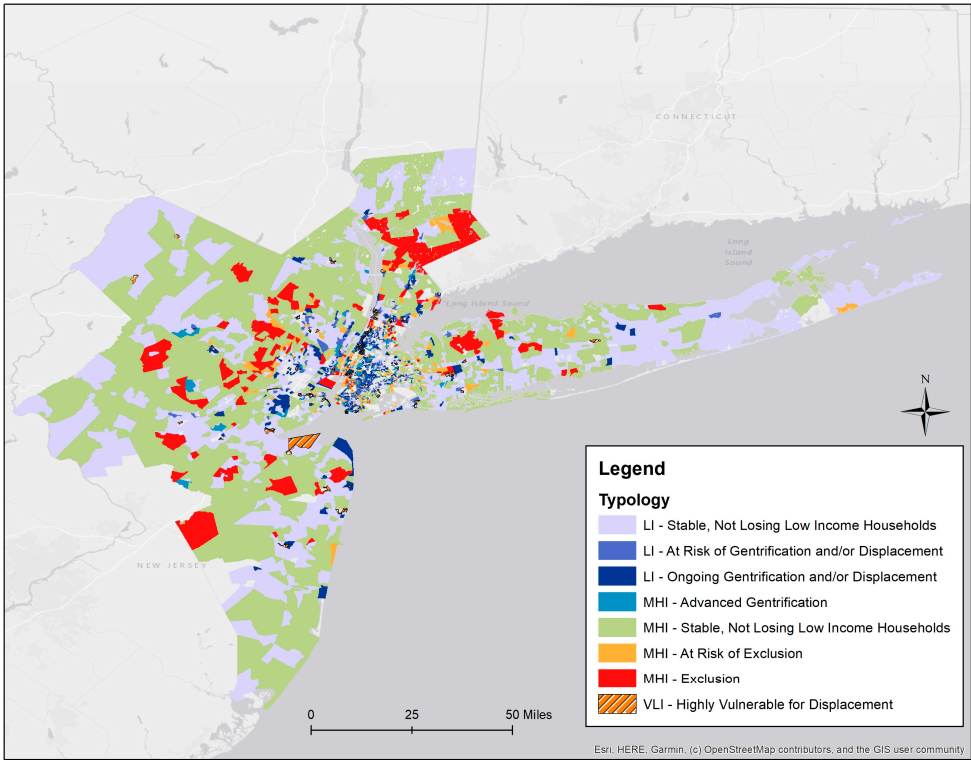 CONNECTICUT
Long
Island
Sound
Long Island Sound
N
NEW JERSEY
0 25 50 Miles
Legend
Typology
LI - Stable, Not Losing Low Income Households
LI - At Risk of Gentrification and/or Displacement
LI - Ongoing Gentrification and/or Displacement
MHI - Advanced Gentrification
MHI - Stable, Not Losing Low Income Households
MHI - At Risk of Exclusion
MHI - Exclusion
VLI - Highly Vulnerable for Displacement
Esri, HERE, Garmin, (c) OpenStreetMap contributors, and the GIS user community